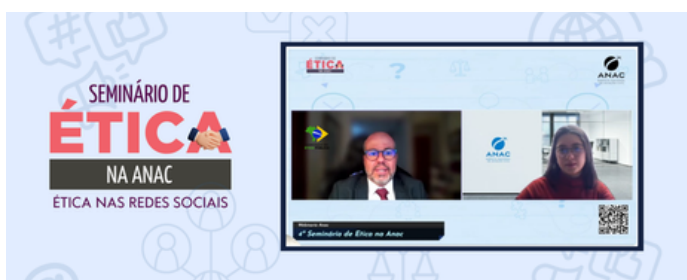 SEMINÁRIO DE
ÉTICA
NA ANAC
ÉTICA NAS REDES SOCIAIS
ÉTICA
ANAC
ANAC
4º Seminário de Ética na Anac